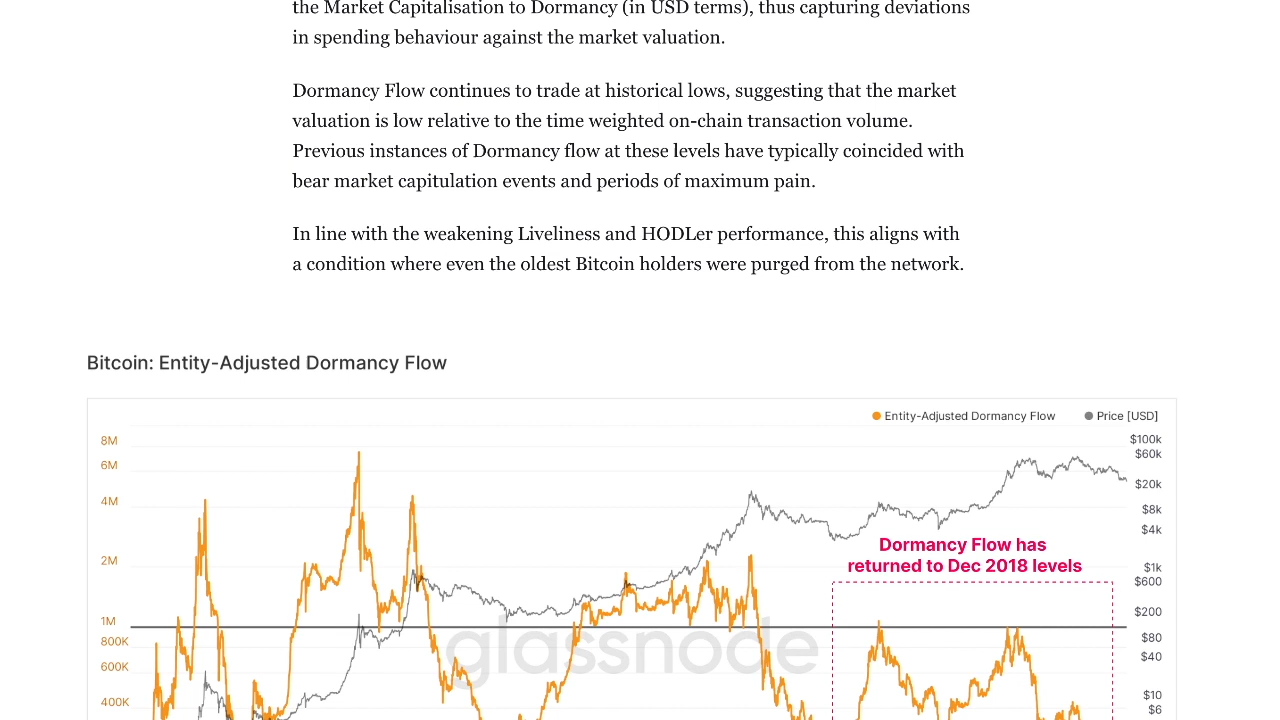 the Market Capitalisation to Dormancy (in USD terms), thus capturing deviations
in spending behaviour against the market valuation.
Dormancy Flow continues to trade at historical lows, suggesting that the market
valuation is low relative to the time weighted on-chain transaction volume.
Previous instances of Dormancy flow at these levels have typically coincided with
bear market capitulation events and periods of maximum pain.
In line with the weakening Liveliness and HODLer performance, this aligns with
a condition where even the oldest Bitcoin holders were purged from the network.
Bitcoin: Entity-Adjusted Dormancy Flow
Entity-Adjusted Dormancy Flow
Price [USD]
8M
6M
4M
2M
1M
800K
600K
400K
$100k
$60k
$20k
$8k
$4k
$1k
$600
$200
$80
$40
$10
$6
Dormancy Flow has
returned to Dec 2018 levels
glassnode